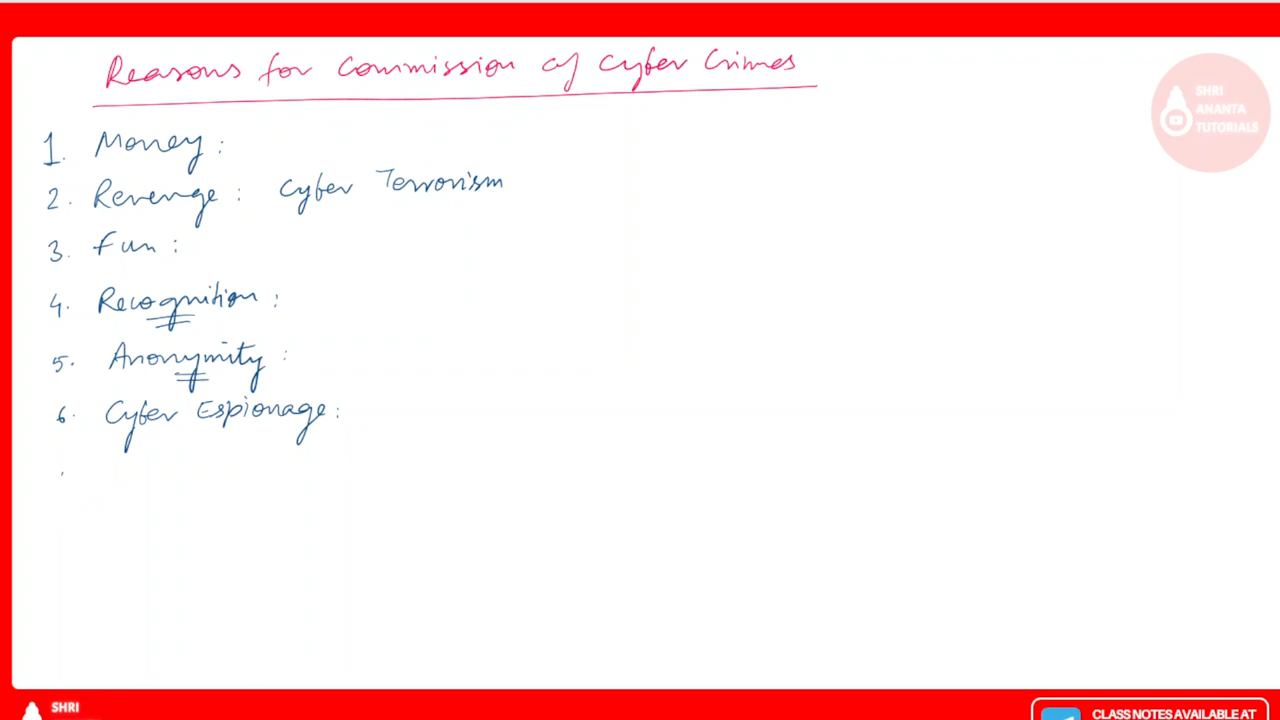 Reasons for Commission of Cyber Crimes
SHRI
ANANTA
TUTORIALS
1. Money :
2. Revenge : Cyber Terrorism
3. Fun :
4. Recognition :
5. Anonymity :
6. Cyber Espionage :
SHRI
CLASS NOTES AVAILABLE AT